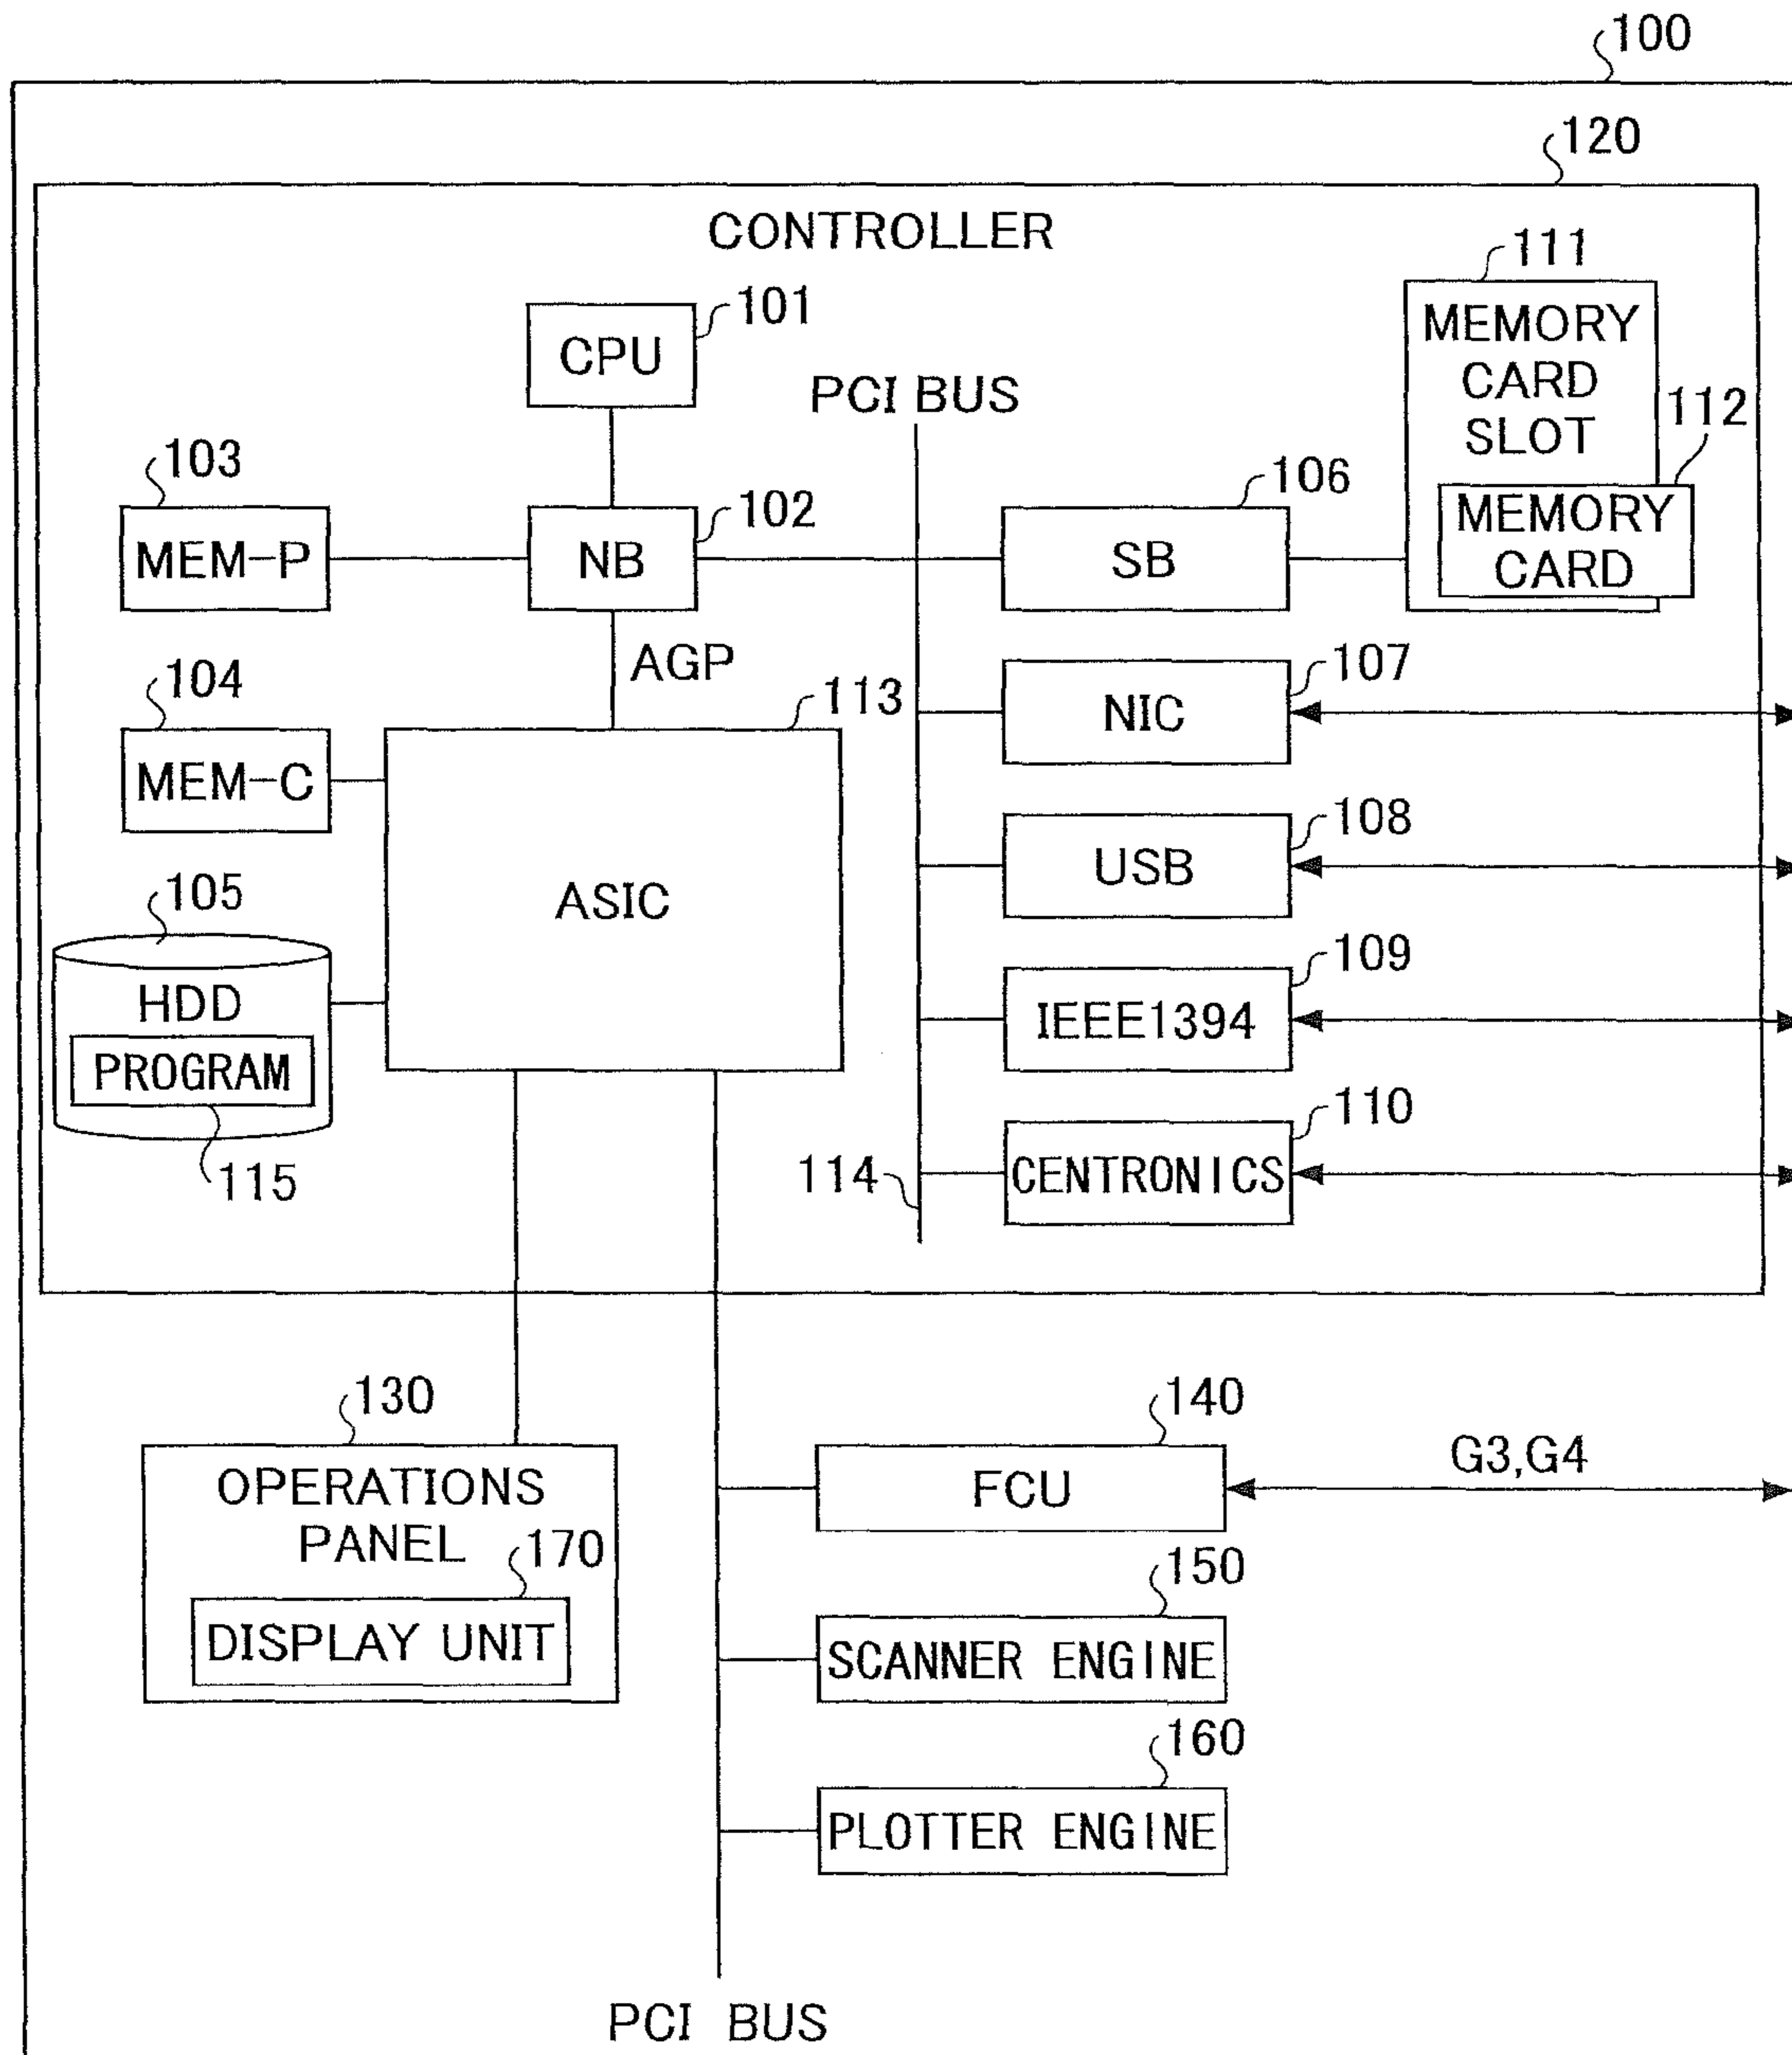 100
120
CONTROLLER
111
MEMORY
CARD
SLOT
112
MEMORY
CARD
101
CPU
PCI BUS
103
MEM-P
102
NB
106
SB
AGP
104
MEM-C
113
ASIC
107
NIC
108
USB
105
HDD
PROGRAM
115
109
IEEE1394
110
CENTRONICS
114
130
OPERATIONS
PANEL
170
DISPLAY UNIT
140
FCU
G3,G4
150
SCANNER ENGINE
160
PLOTTER ENGINE
PCI BUS